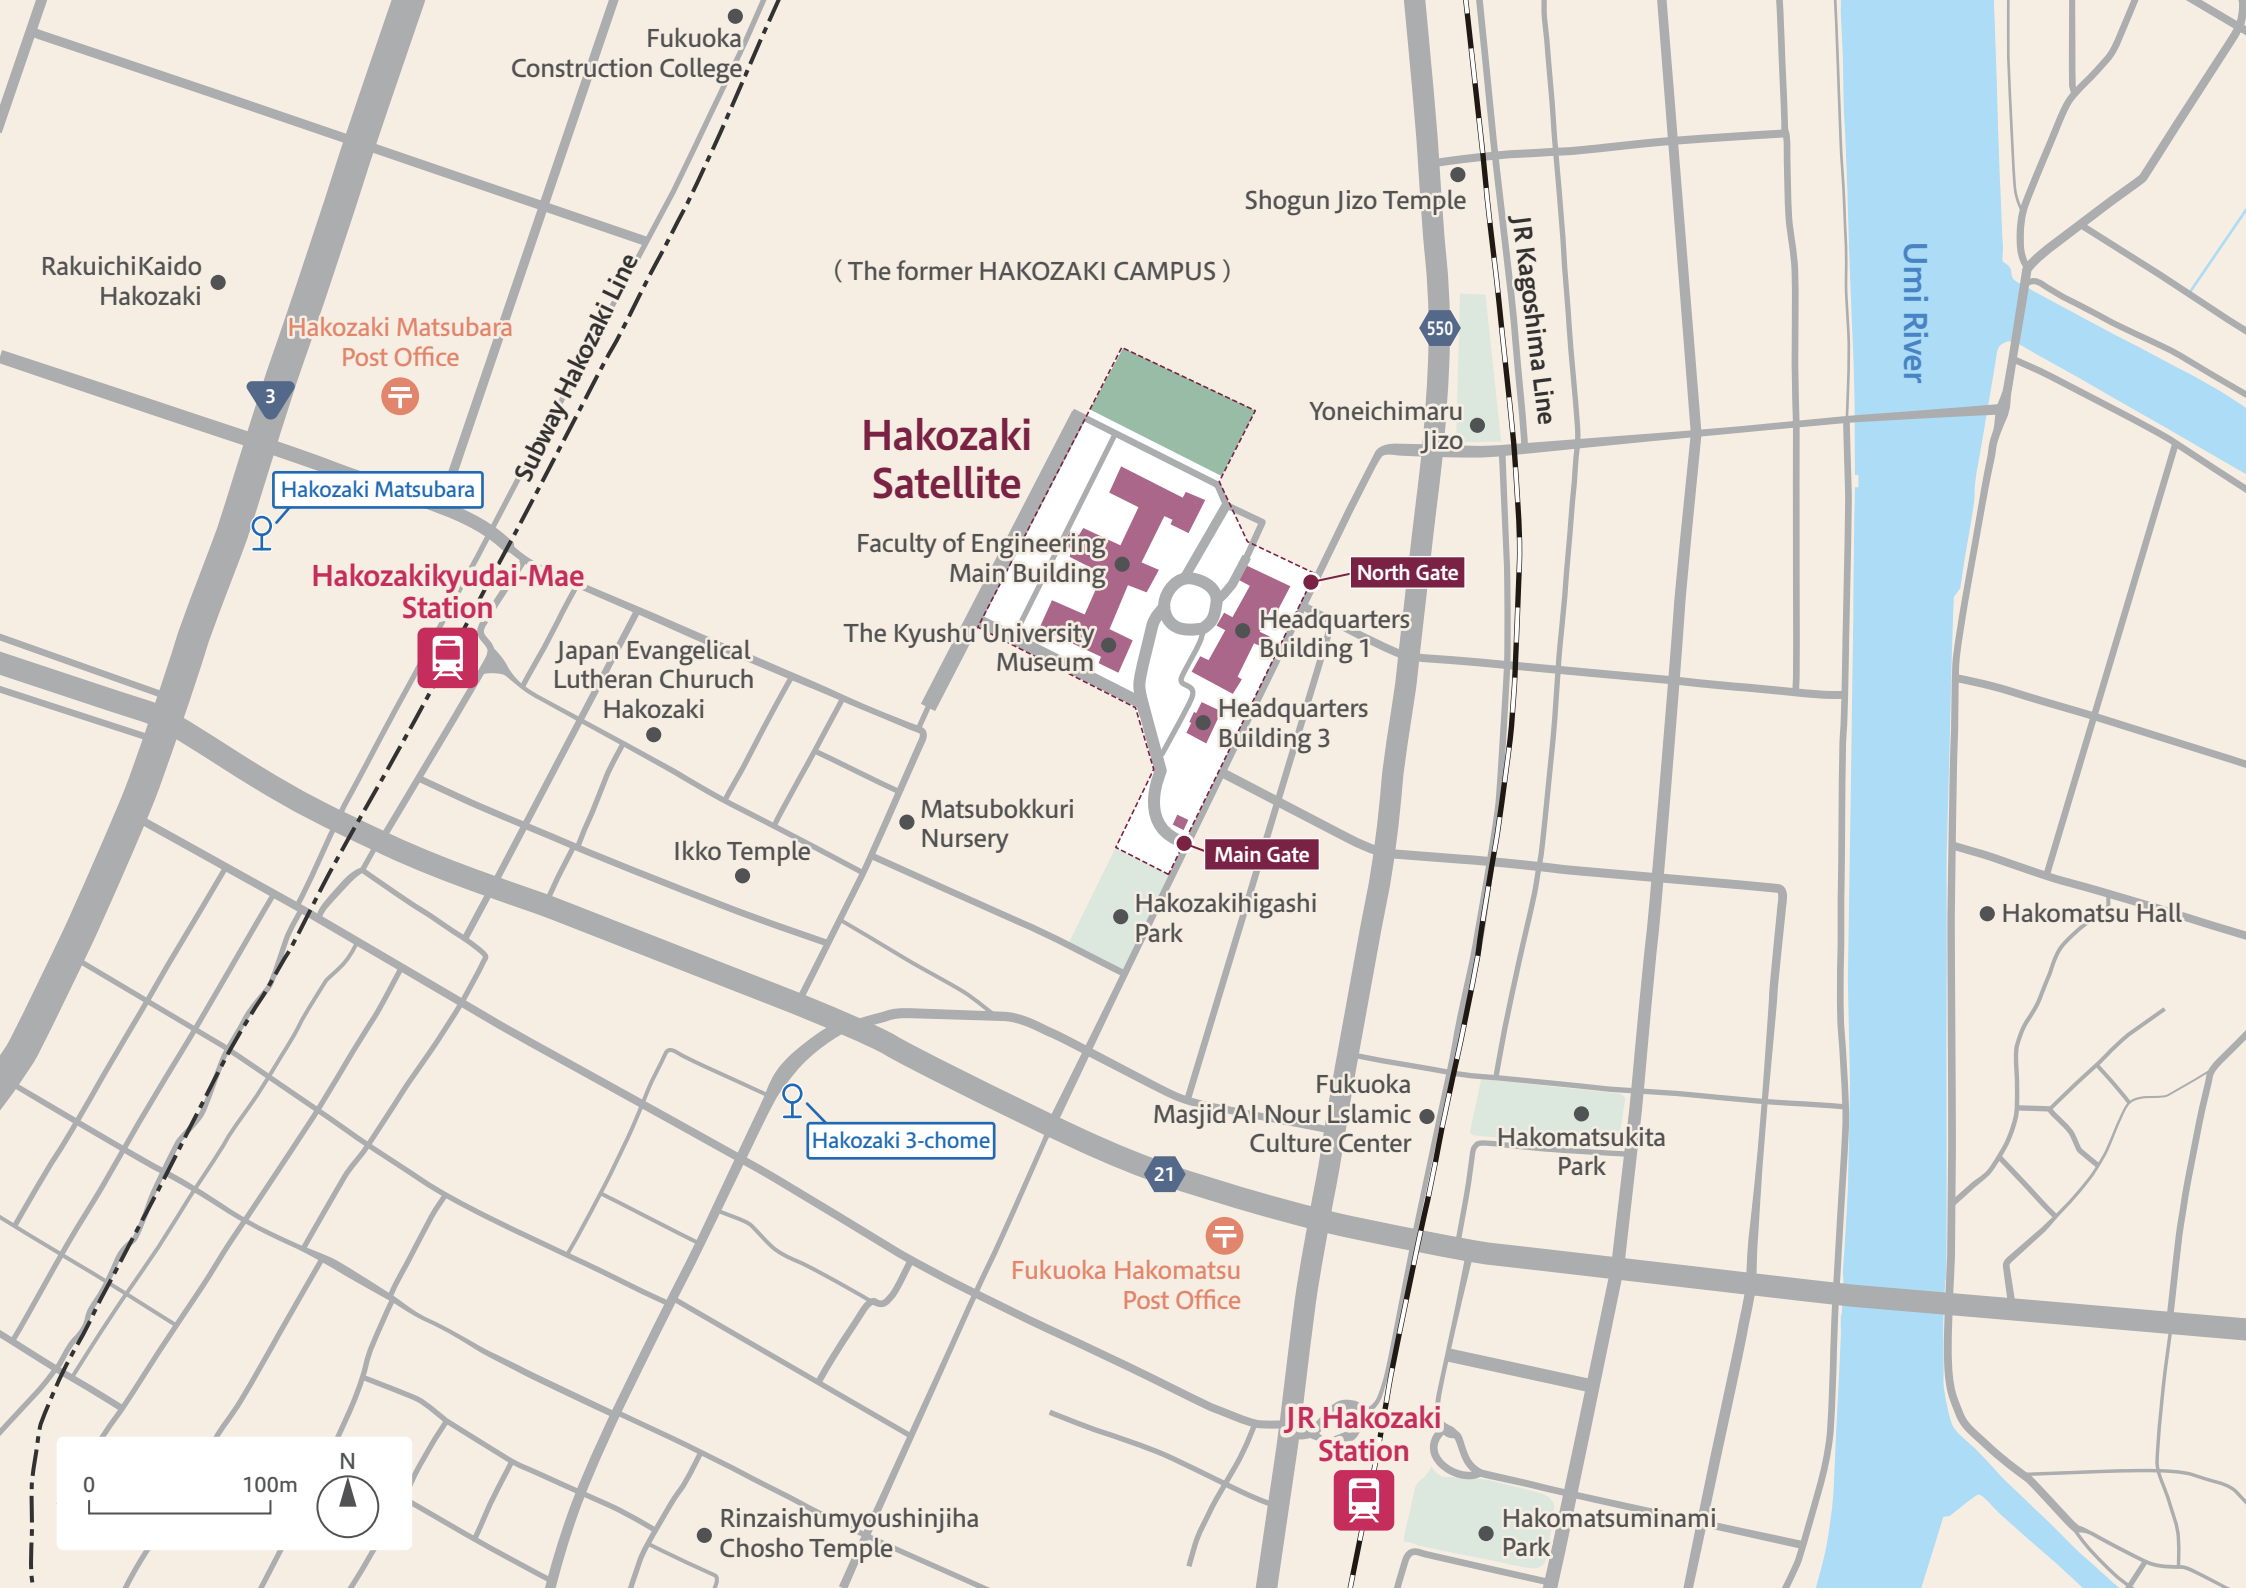 Fukuoka
Construction College
Shogun Jizo Temple
RakuichiKaido
Hakozaki
( The former HAKOZAKI CAMPUS )
JR Kagoshima Line
Umi River
Hakozaki Matsubara
Post Office
Subway Hakozaki Line
550
3
Yoneichimaru
Jizo
Hakozaki
Satellite
Hakozaki Matsubara
Faculty of Engineering
Main Building
North Gate
Hakozakikyudai-Mae
Station
The Kyushu University
Museum
Headquarters
Building 1
Japan Evangelical
Lutheran Churuch
Hakozaki
Headquarters
Building 3
Matsubokkuri
Nursery
Ikko Temple
Main Gate
Hakozakihigashi
Park
Hakomatsu Hall
Fukuoka
Masjid Al Nour Lslamic
Culture Center
Hakozaki 3-chome
Hakomatsukita
Park
21
Fukuoka Hakomatsu
Post Office
JR Hakozaki
Station
N
0
100m
Rinzaishumyoushinjiha
Chosho Temple
Hakomatsuminami
Park